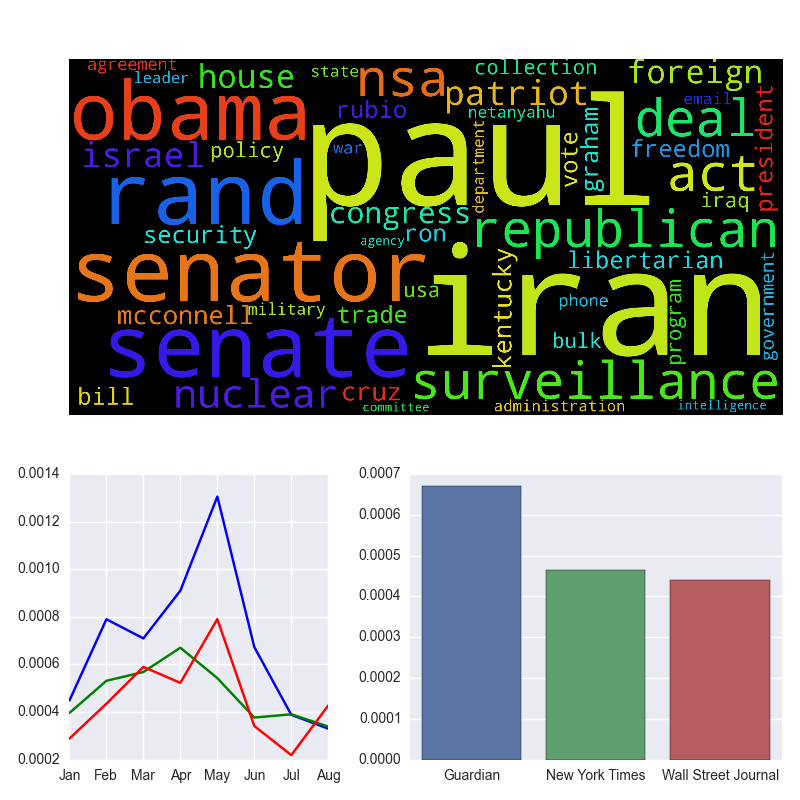 agreement
leader
house
state
nsa
collection
foreign
obama
rubio
patriot
netanyahu
email
deal
president
israel
policy
war
paul
department
vote
graham
freedom
act
iraq
rand
congress
security
agency
ron
republican
senator
usa
iran
libertarian
kentucky
phone
program
government
mcconnell
military
trade
bulk
senate
bill
nuclear
cruz
surveillance
committee
administration
intelligence
0.0014
0.0012
0.0010
0.0008
0.0006
0.0004
0.0002
Jan Feb Mar Apr May Jun Jul Aug
0.0007
0.0006
0.0005
0.0004
0.0003
0.0002
0.0001
0.0000
Guardian New York Times Wall Street Journal